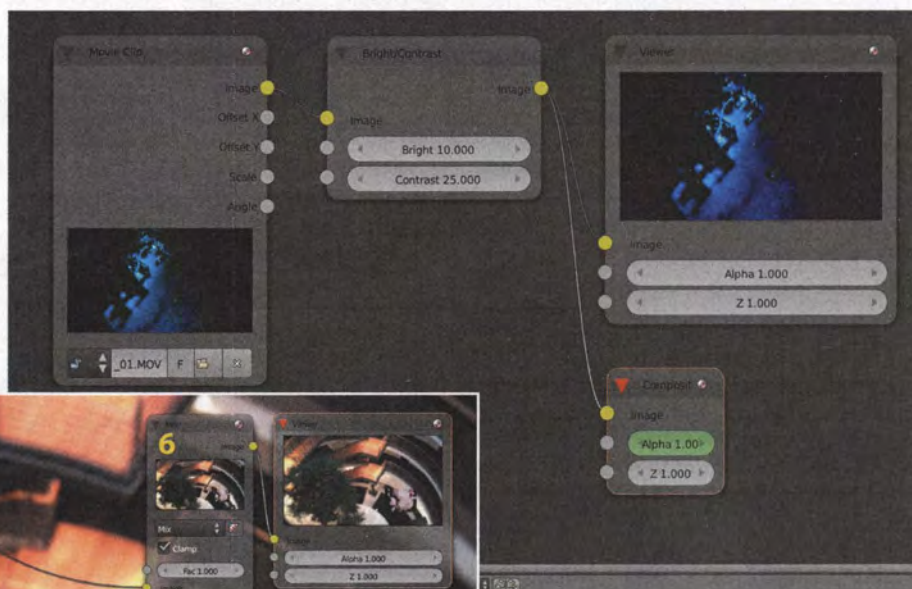 Movie Clip
Image
Offset X
Offset Y
Scale
Angle
_01.MOV F
Bright/Contrast
Image
Image
Bright 10.000
Contrast 25.000
Viewer
Image
Alpha 1.000
Z 1.000
Composit
Image
Alpha 1.00
Z 1.000
Mix
6
Image
Mix
Clamp
Fac 1.000
Viewer
Image
Alpha 1.000
Z 1.000